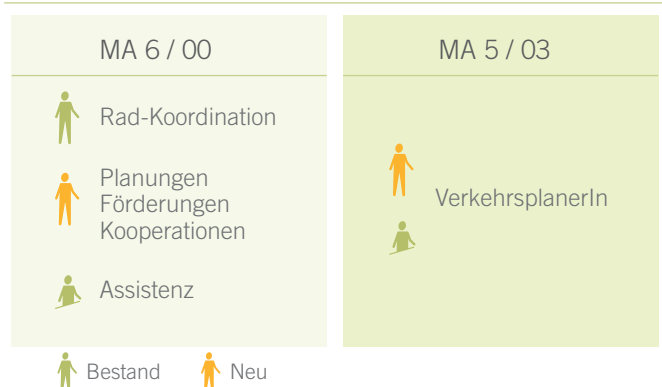 MA 6 / 00
Rad-Koordination
Planungen
Förderungen
Kooperationen
Assistenz
MA 5 / 03
VerkehrsplanerIn
Bestand
Neu